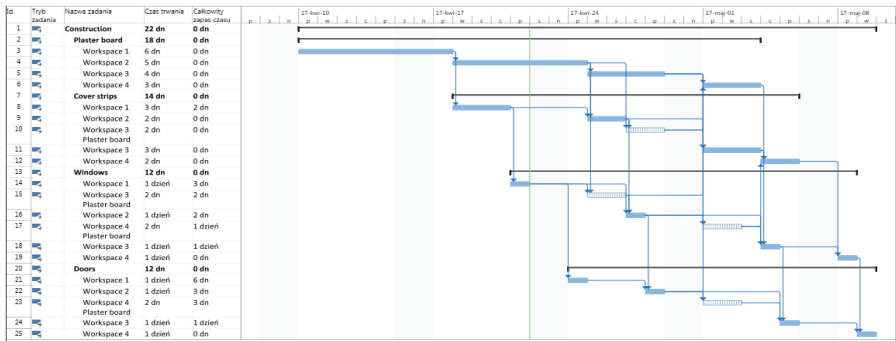 Id. Tryb zadania Nazwa zadania Czas trwania Całkowity zapas czasu
17-kwi-10 17-kwi-17 17-kwi-24 17-maj-01 17-maj-08
p s n p w ś c p s n p w ś c p s n p w ś c p s n p w ś c p s n p w ś
1 Construction 22 dn 0 dn
2 Plaster board 18 dn 0 dn
3 Workspace 1 6 dn 0 dn
4 Workspace 2 5 dn 0 dn
5 Workspace 3 4 dn 0 dn
6 Workspace 4 3 dn 0 dn
7 Cover strips 14 dn 0 dn
8 Workspace 1 3 dn 2 dn
9 Workspace 2 2 dn 0 dn
10 Workspace 3 2 dn 0 dn
Plaster board
11 Workspace 3 3 dn 0 dn
12 Workspace 4 2 dn 0 dn
13 Windows 12 dn 0 dn
14 Workspace 1 1 dzień 3 dn
15 Workspace 3 2 dn 2 dn
Plaster board
16 Workspace 2 1 dzień 2 dn
17 Workspace 4 2 dn 1 dzień
Plaster board
18 Workspace 3 1 dzień 1 dzień
19 Workspace 4 1 dzień 0 dn
20 Doors 12 dn 0 dn
21 Workspace 1 1 dzień 6 dn
22 Workspace 2 1 dzień 3 dn
23 Workspace 4 2 dn 3 dn
Plaster board
24 Workspace 3 1 dzień 1 dzień
25 Workspace 4 1 dzień 0 dn